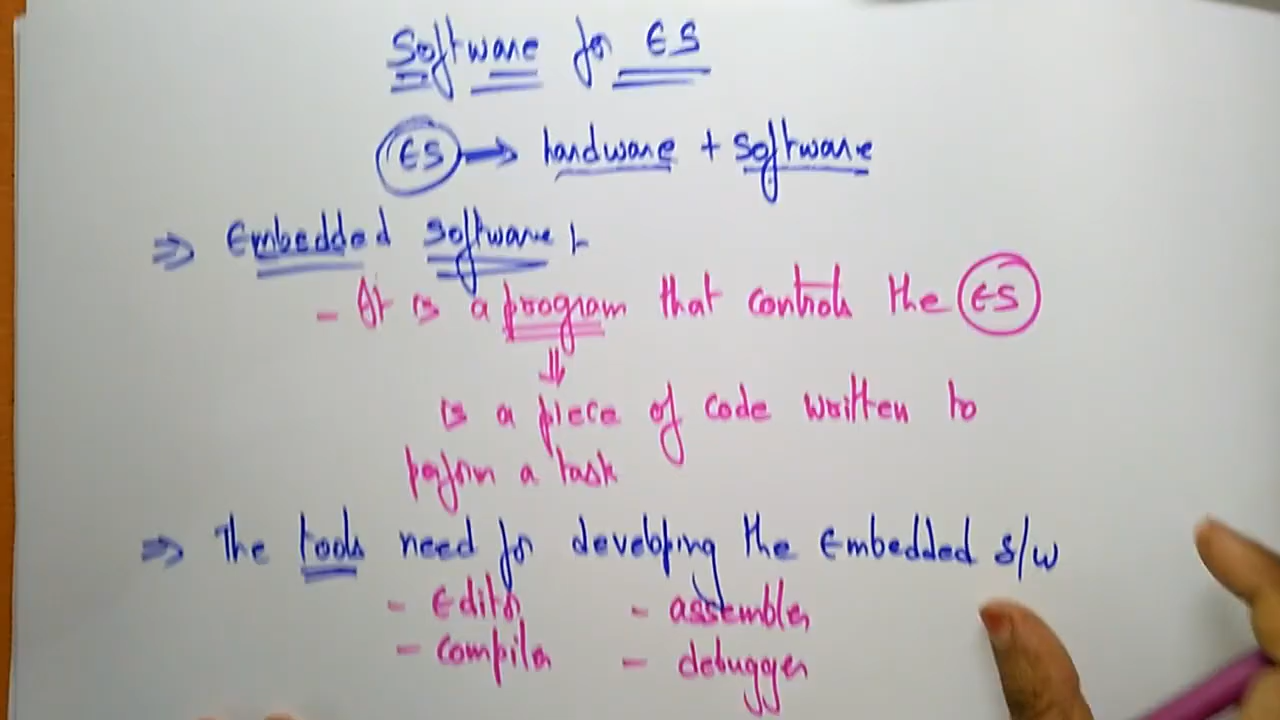 Software for ES
ES → hardware + Software
⇒ Embedded Software :-
- It is a program that controls the ES
⇓
is a piece of code written to
perform a task
⇒ The tools need for developing the Embedded S/W
- Editor - assembler
- compiler - debugger